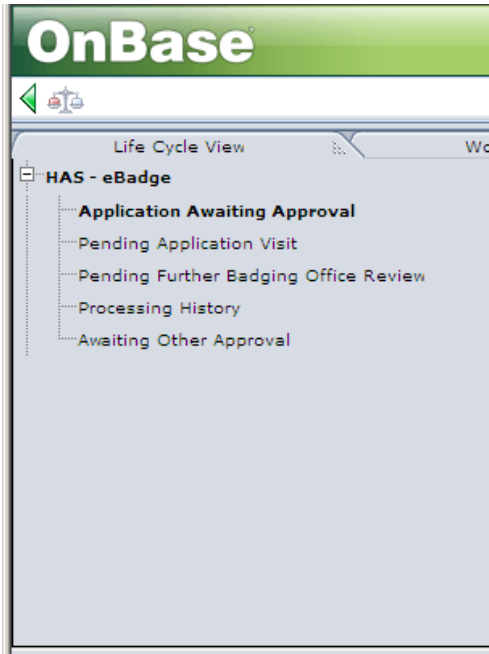 OnBase
Life Cycle View
HAS - eBadge
Application Awaiting Approval
Pending Application Visit
Pending Further Badging Office Review
Processing History
Awaiting Other Approval